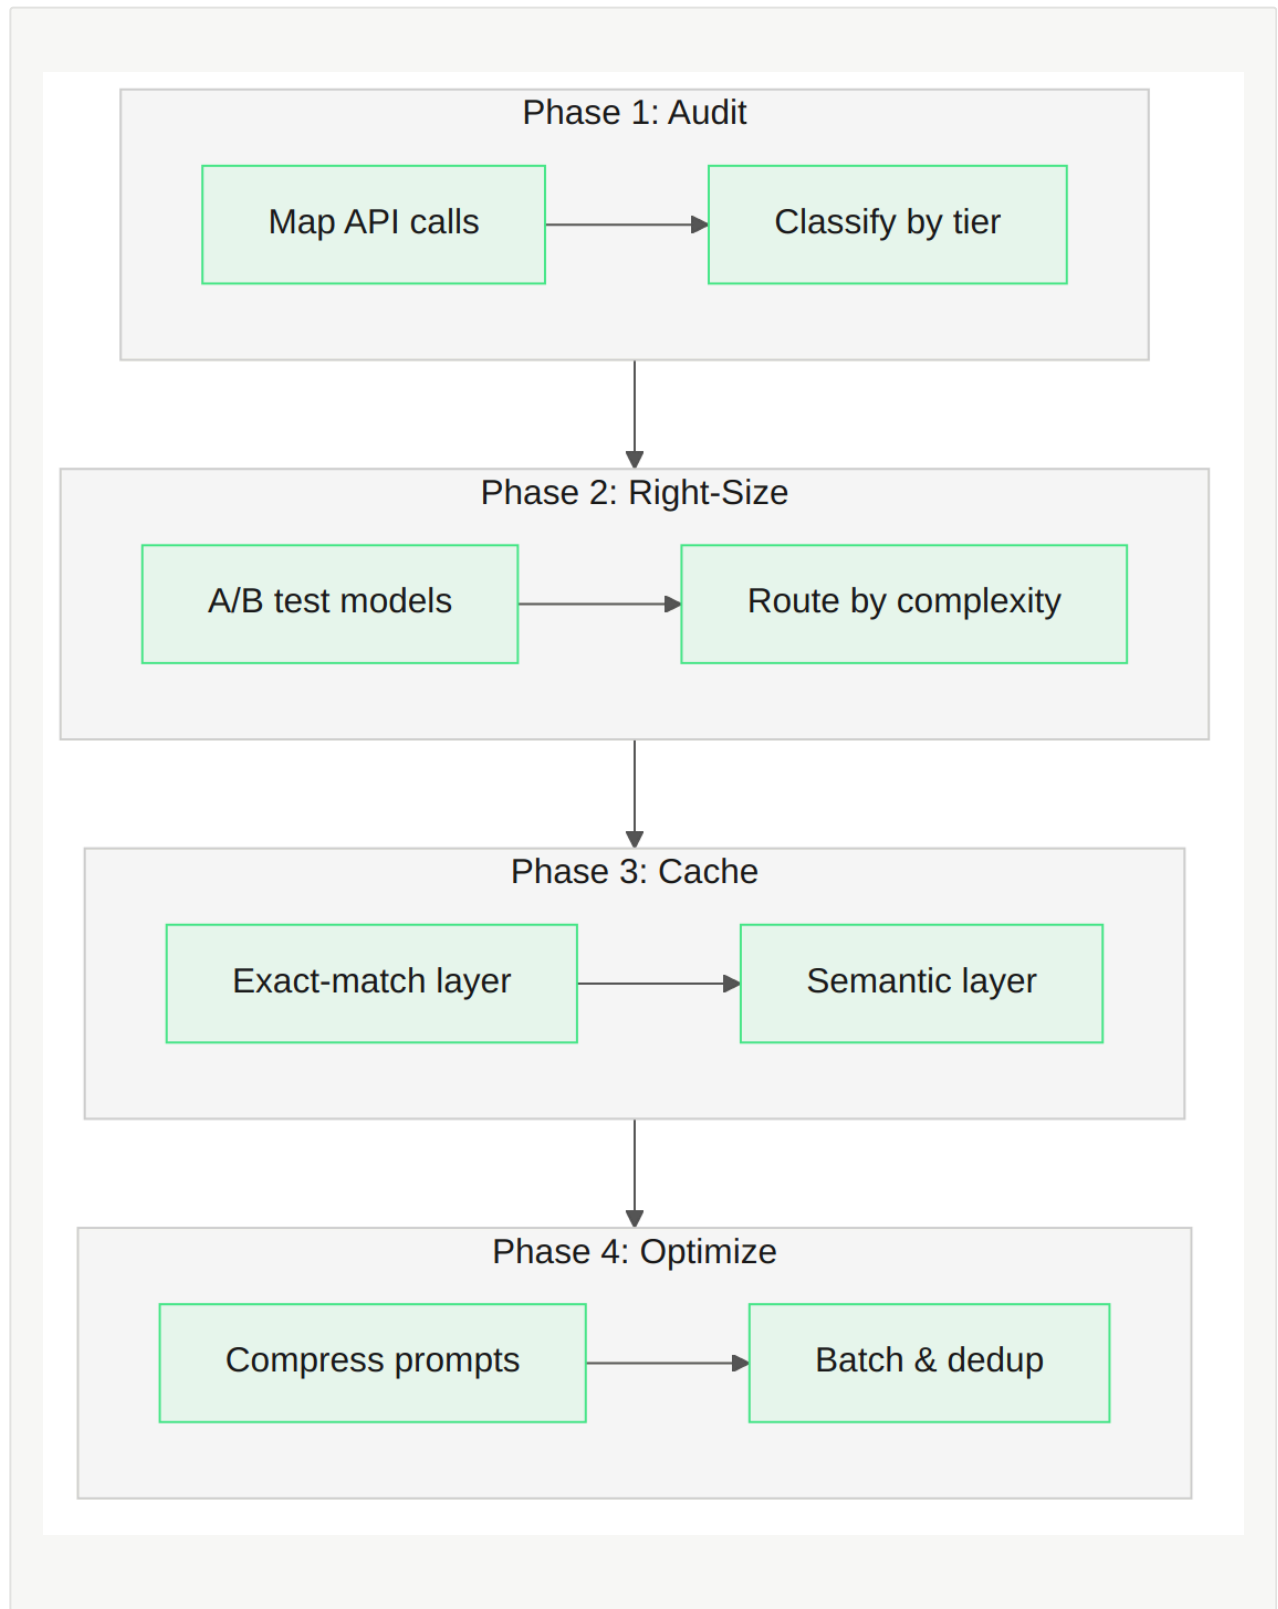 Phase 1: Audit
Map API calls
Classify by tier
Phase 2: Right-Size
A/B test models
Route by complexity
Phase 3: Cache
Exact-match layer
Semantic layer
Phase 4: Optimize
Compress prompts
Batch & dedup